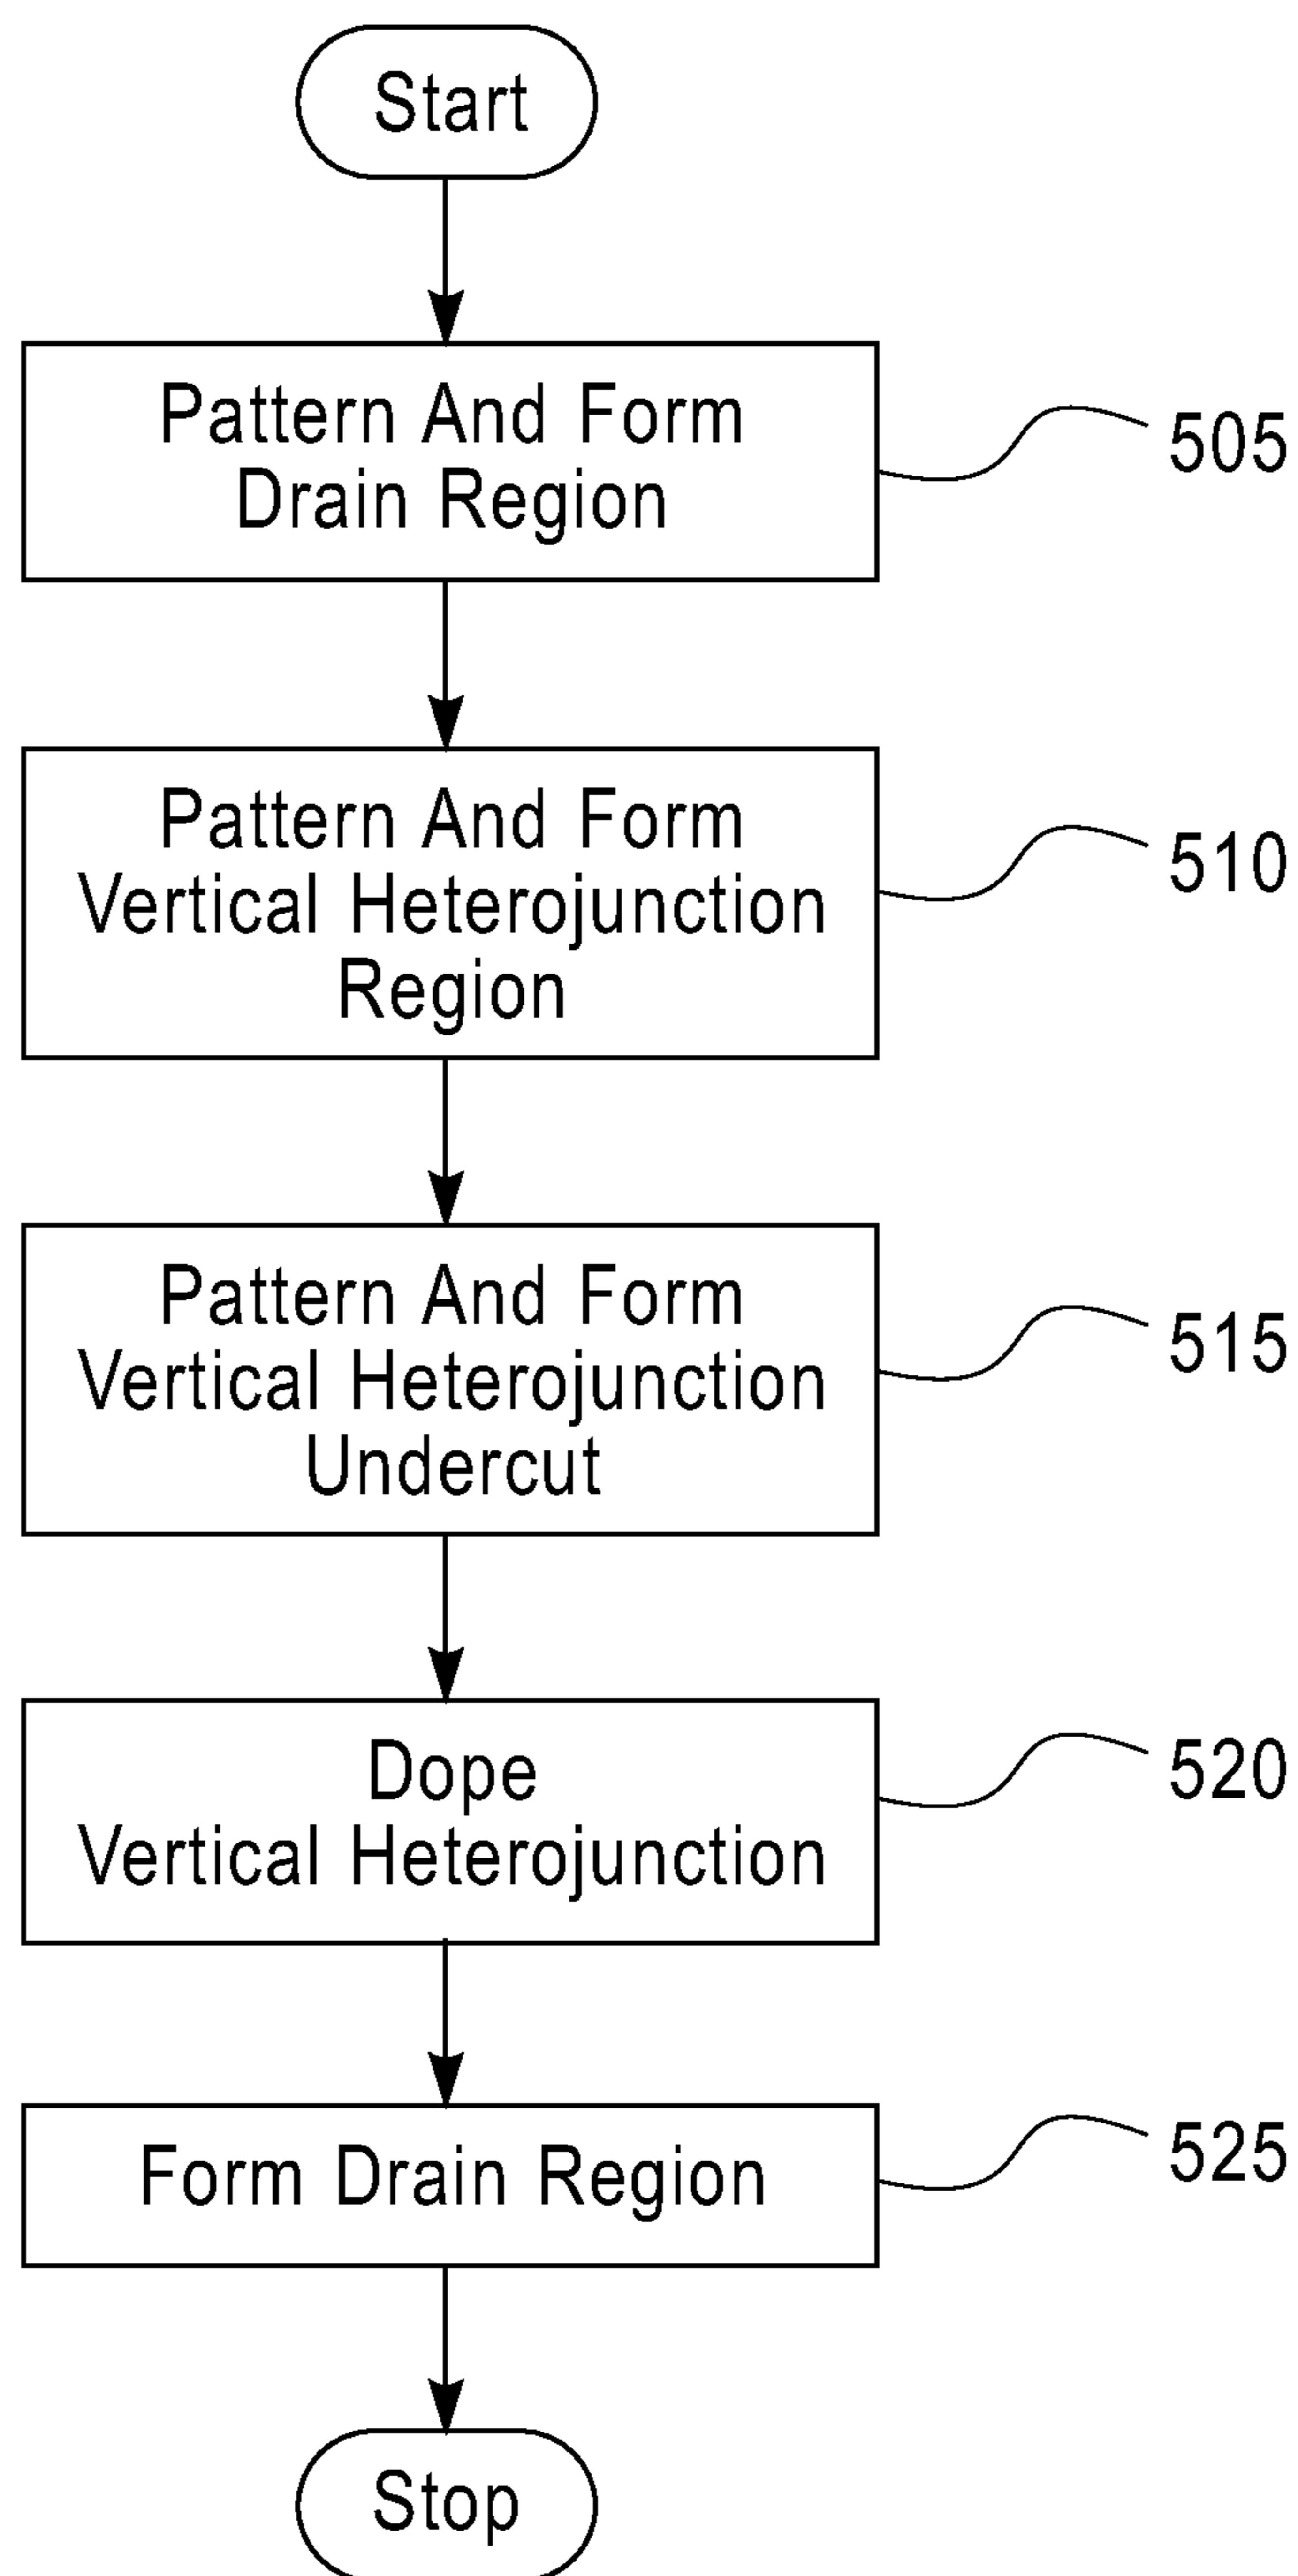 Start
Pattern And Form
Drain Region
505
Pattern And Form
Vertical Heterojunction
Region
510
Pattern And Form
Vertical Heterojunction
Undercut
515
Dope
Vertical Heterojunction
520
Form Drain Region
525
Stop